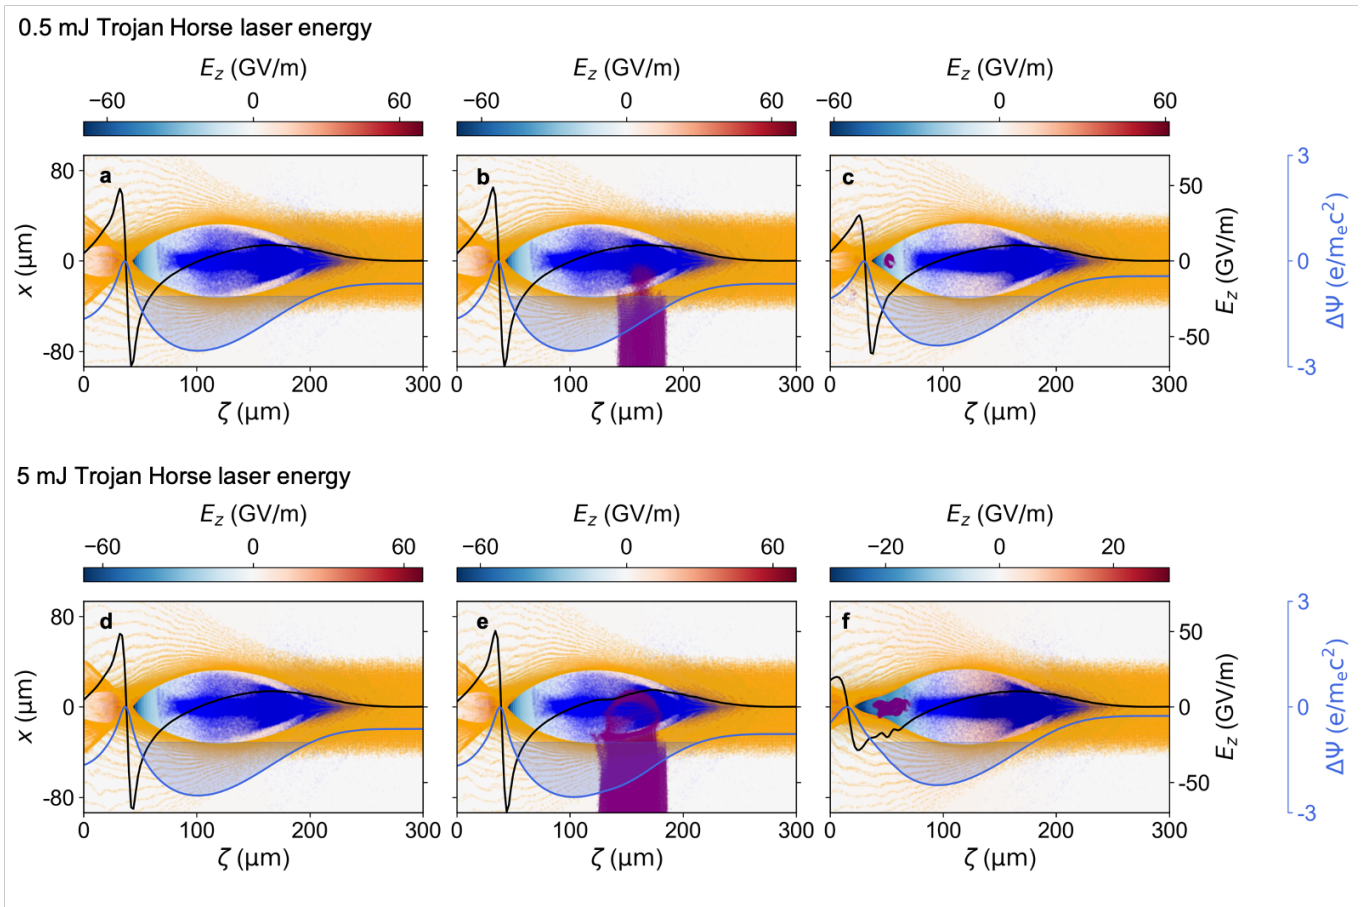 0.5 mJ Trojan Horse laser energy
E_z (GV/m) E_z (GV/m) E_z (GV/m)
−60 0 60 −60 0 60 −60 0 60
a b c
80 0 -80
x (μm)
50 0 -50
E_z (GV/m)
3 0 -3
ΔΨ (e/m_ec²)
0 100 200 300 0 100 200 300 0 100 200 300
ζ (μm) ζ (μm) ζ (μm)
5 mJ Trojan Horse laser energy
E_z (GV/m) E_z (GV/m) E_z (GV/m)
−60 0 60 −60 0 60 −20 0 20
d e f
80 0 -80
x (μm)
50 0 -50
E_z (GV/m)
3 0 -3
ΔΨ (e/m_ec²)
0 100 200 300 0 100 200 300 0 100 200 300
ζ (μm) ζ (μm) ζ (μm)